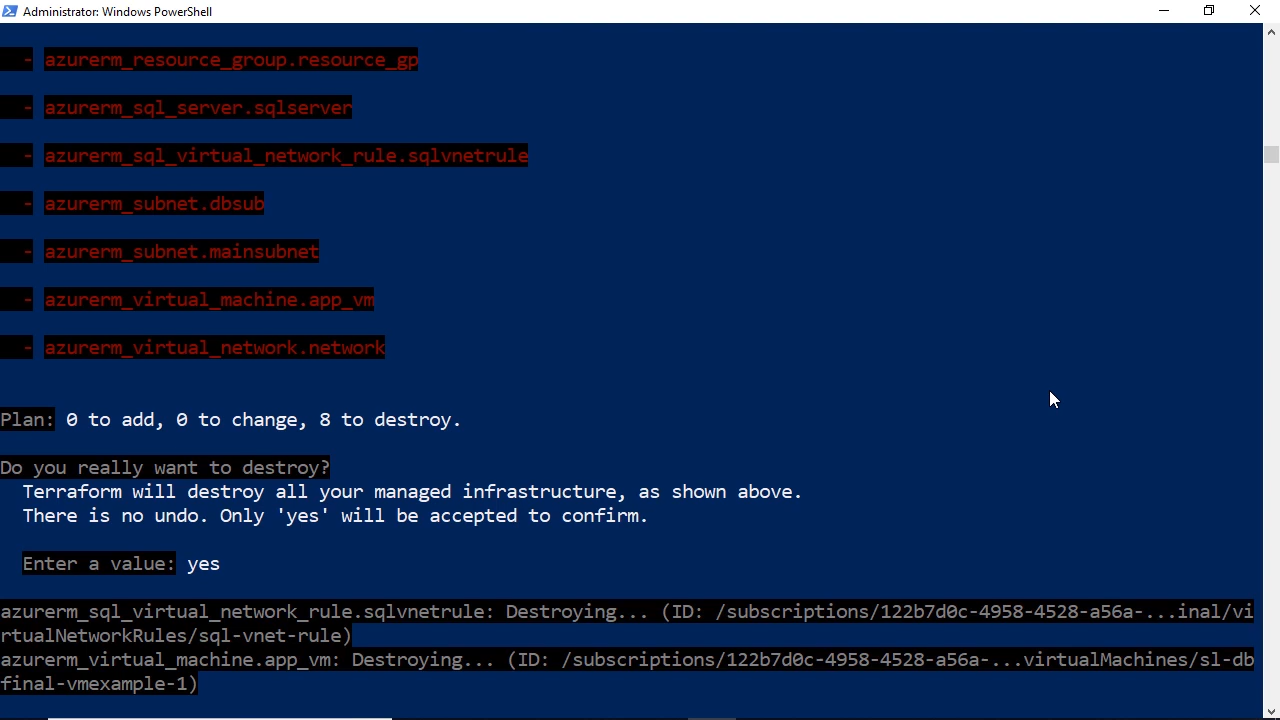 Administrator: Windows PowerShell
- azurerm_resource_group.resource_gp
- azurerm_sql_server.sqlserver
- azurerm_sql_virtual_network_rule.sqlvnetrule
- azurerm_subnet.dbsub
- azurerm_subnet.mainsubnet
- azurerm_virtual_machine.app_vm
- azurerm_virtual_network.network
Plan: 0 to add, 0 to change, 8 to destroy.
Do you really want to destroy?
Terraform will destroy all your managed infrastructure, as shown above.
There is no undo. Only 'yes' will be accepted to confirm.
Enter a value: yes
azurerm_sql_virtual_network_rule.sqlvnetrule: Destroying... (ID: /subscriptions/122b7d0c-4958-4528-a56a-...inal/vi
rtualNetworkRules/sql-vnet-rule)
azurerm_virtual_machine.app_vm: Destroying... (ID: /subscriptions/122b7d0c-4958-4528-a56a-...virtualMachines/sl-db
final-vmexample-1)